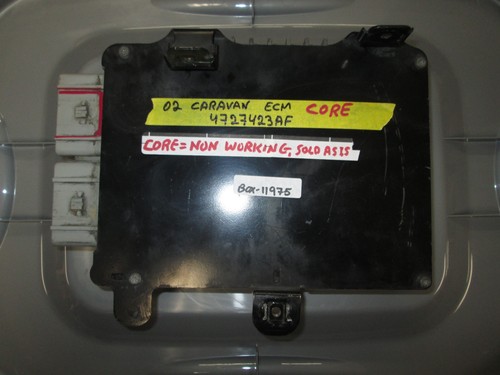 02 CARAVAN ECM CORE
4727423AF
CORE = NON WORKING, SOLD AS IS
BOX-11975